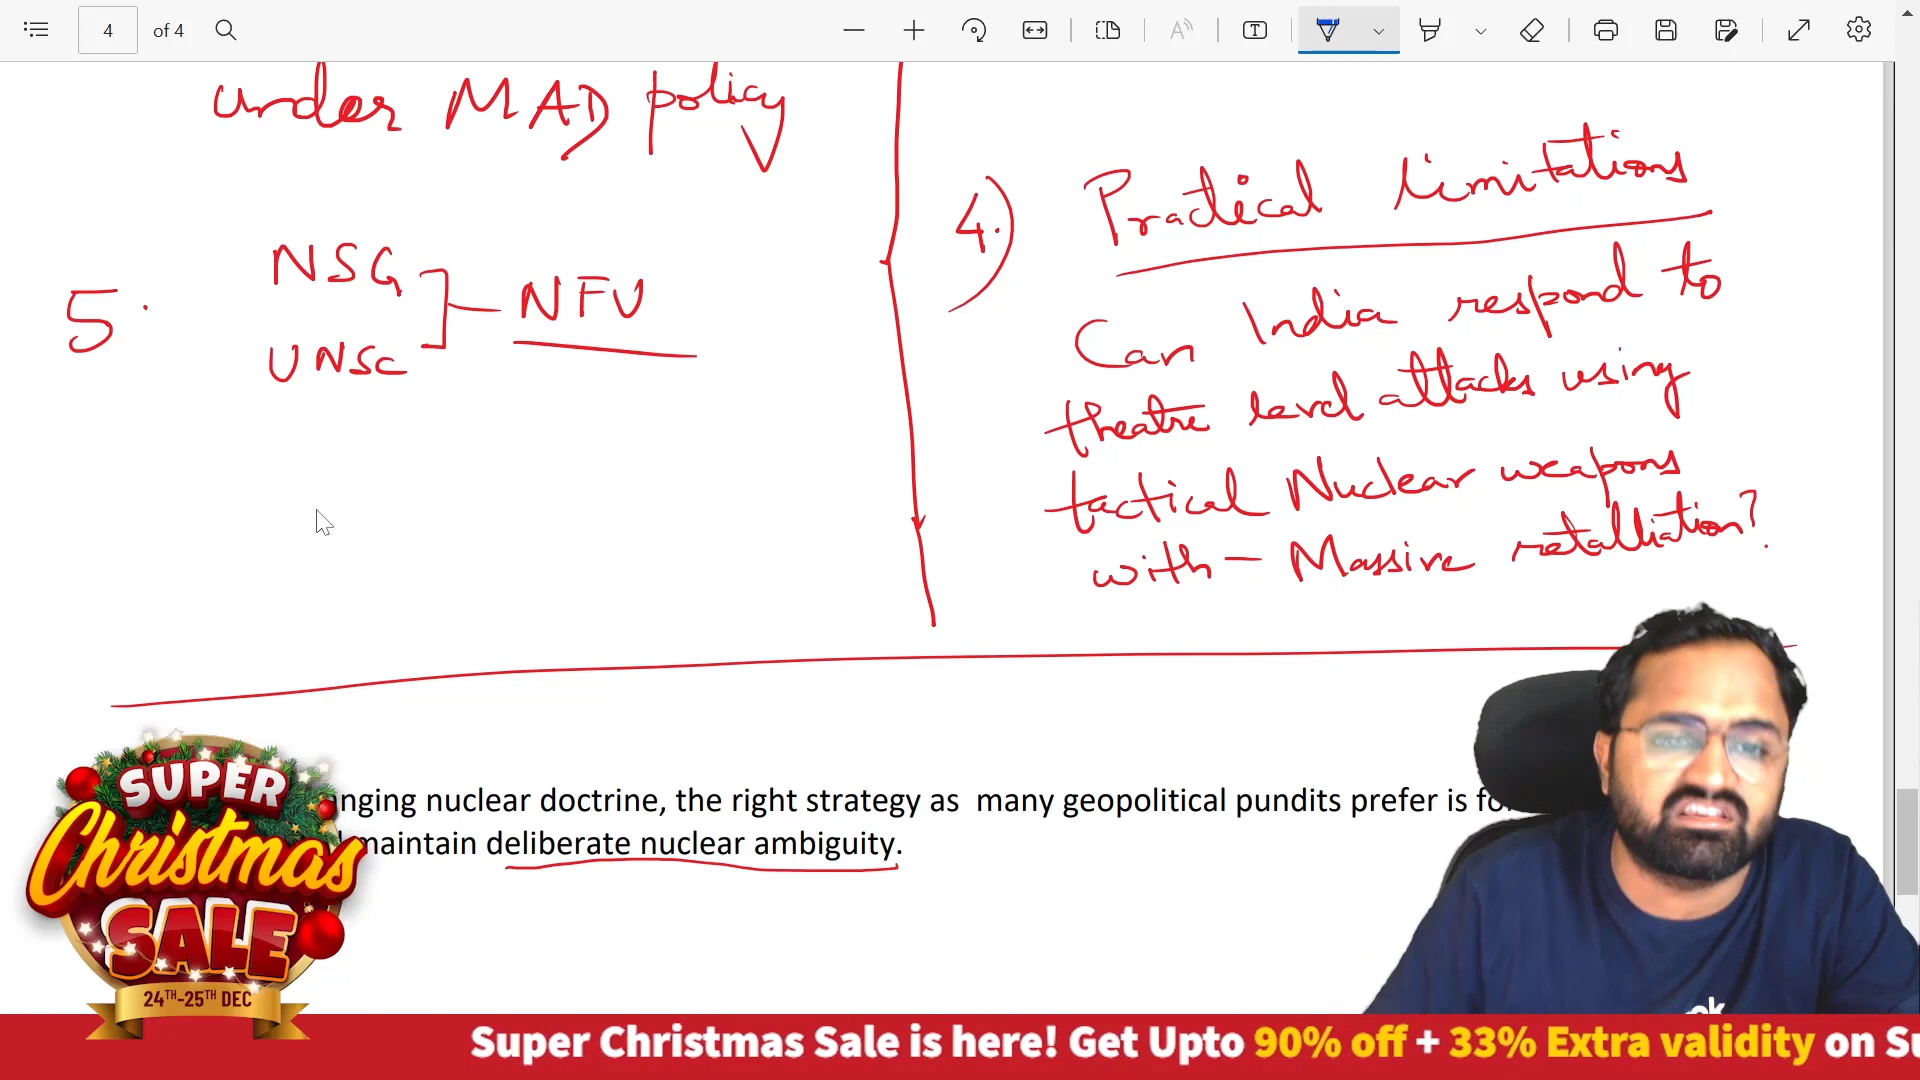 4 of 4
under MAD policy
5. NSG
UNSC
NFU
4.) Practical limitations
Can India respond to
theatre level attacks using
tactical Nuclear weapons
with – Massive retalliation?
nging nuclear doctrine, the right strategy as many geopolitical pundits prefer is fo
maintain deliberate nuclear ambiguity.
SUPER
Christmas
SALE
24TH-25TH DEC
Super Christmas Sale is here! Get Upto 90% off + 33% Extra validity on Su